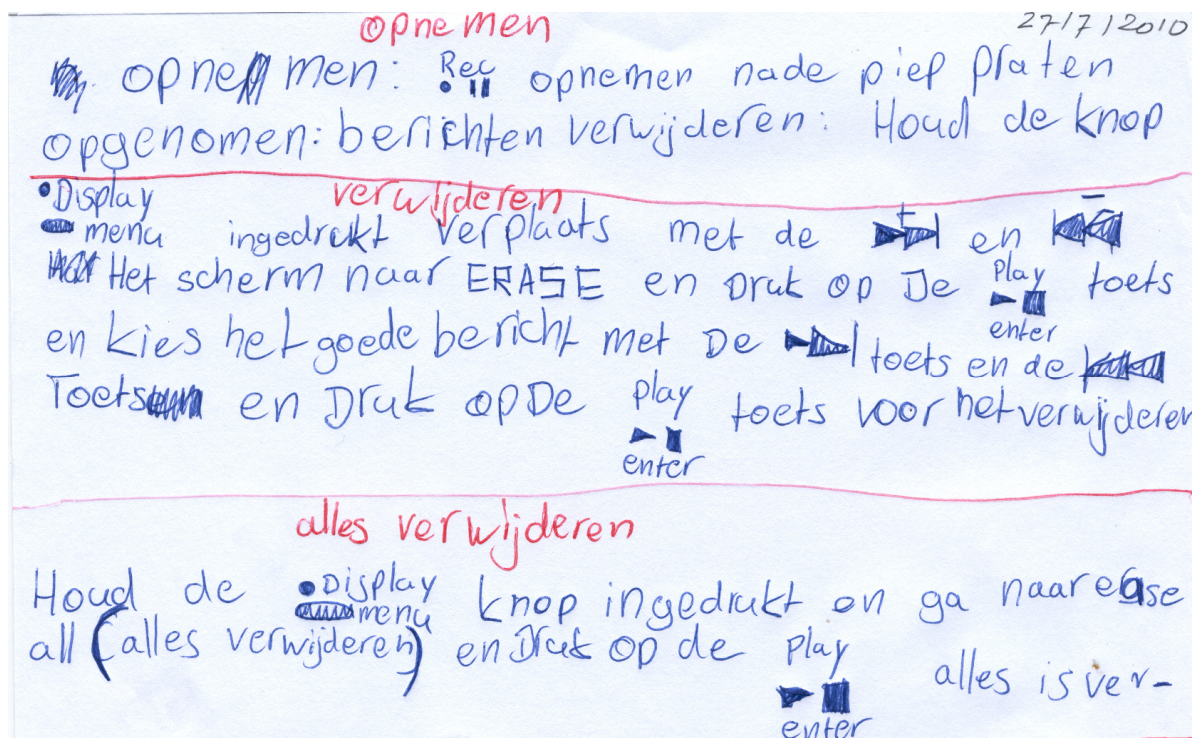 opnemen 27/7/2010
opnemen: Rec ●▮▮ opnemen nade piep praten
opgenomen: berichten verwijderen: Houd de knop
verwijderen
Display menu ingedrukt verplaats met de + en -
Het scherm naar ERASE en Druk op De play enter toets
en kies het goede bericht met De toets en de
Toets en Druk op De play enter toets voor het verwijderen
alles verwijderen
Houd de Display menu knop ingedrukt en ga naar erase
all (alles verwijderen) en Druk op de play enter alles is ver-